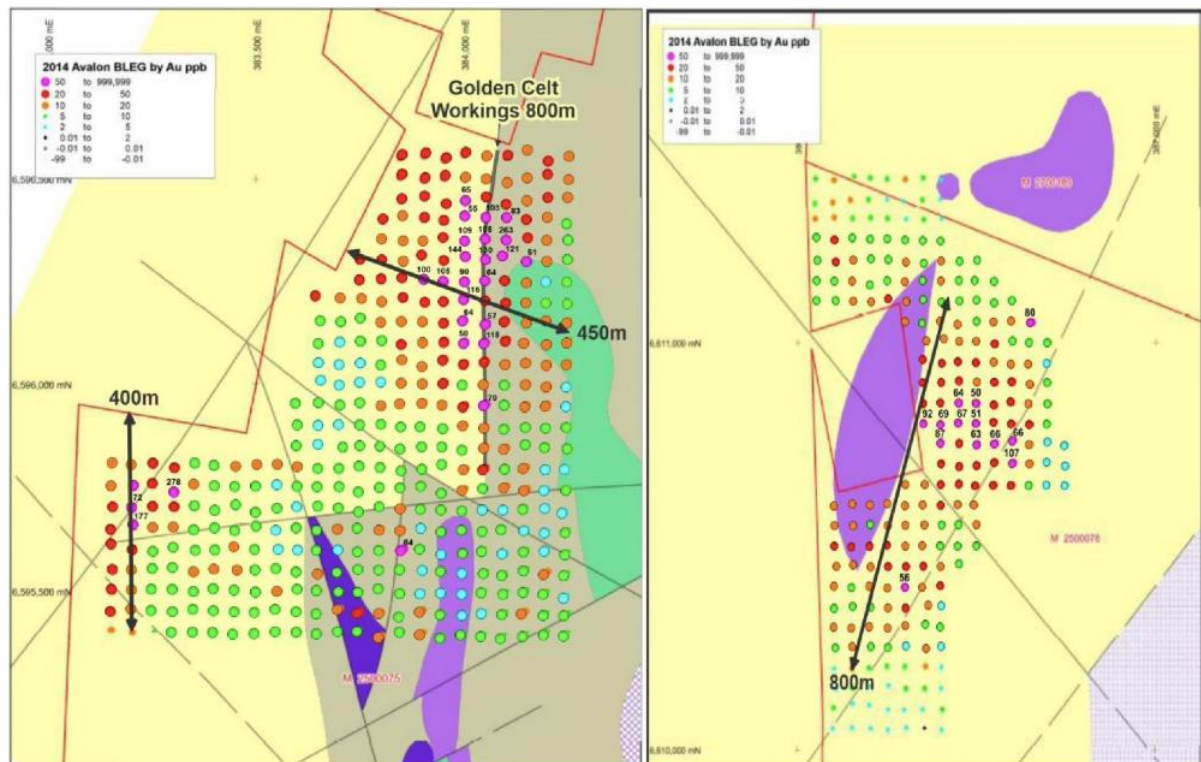 ,000 mE
383,500 mE
384,000 mE
2014 Avalon BLEG by Au ppb
50 to 999,999
20 to 50
10 to 20
5 to 10
2 to 5
0.01 to 2
-0.01 to 0.01
-99 to -0.01
Golden Celt
Workings 800m
6,596,500 mN
65
55 103 83
109 108 263
144 121
51
100 105 90 64
116
64 57
50 115
450m
6,596,000 mN
400m
70
278
72
177
84
6,595,500 mN
2014 Avalon BLEG by Au ppb
50 to 999,999
20 to 50
10 to 20
5 to 10
0.01 to 2
-0.01 to 0.01
-99 to -0.01
80
6,611,000 mN
64 50
92 69 67 51
87 63 66 66
107
M 2500078
56
800m
6,610,000 mN